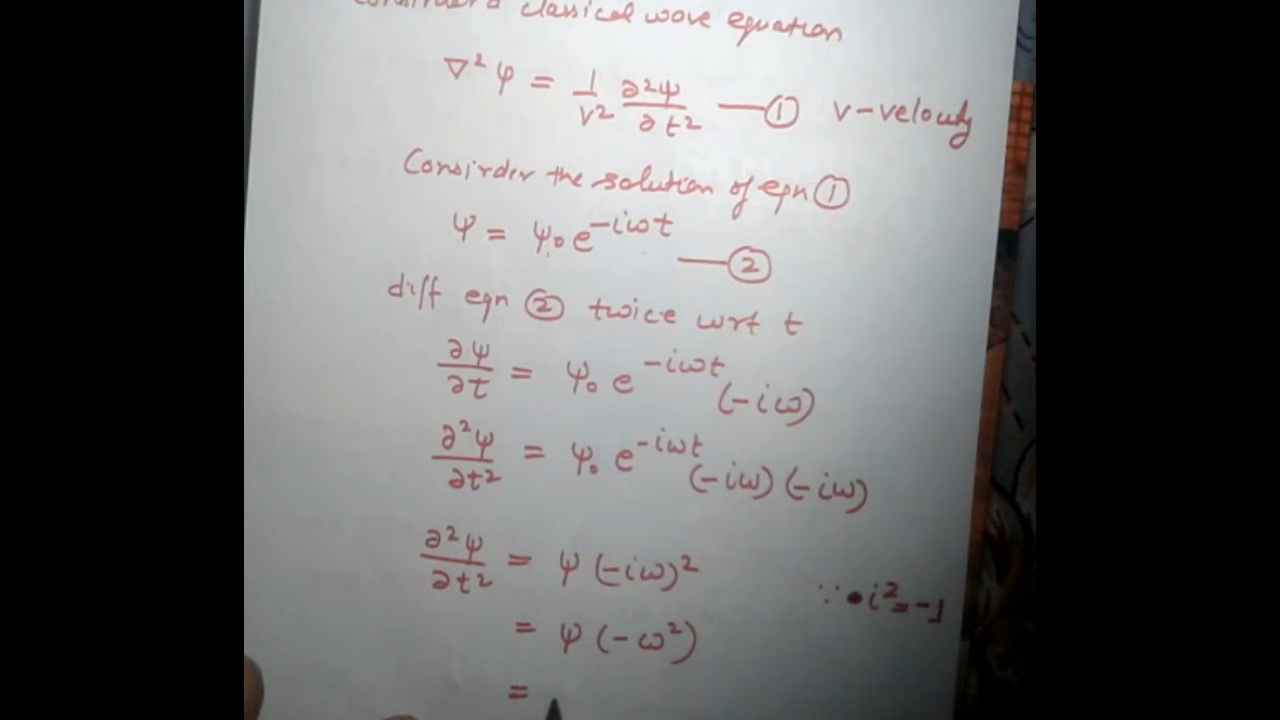 a classical wave equation
∇²ψ = 1/v² ∂²ψ/∂t² —① v-velocity
Consirder the solution of eqn ①
ψ = ψ₀ e^{-iωt} —②
diff eqn ② twice wrt t
∂ψ/∂t = ψ₀ e^{-iωt} (-iω)
∂²ψ/∂t² = ψ₀ e^{-iωt} (-iω) (-iω)
∂²ψ/∂t² = ψ (-iω)² ∵ i² = -1
= ψ (-ω²)
=